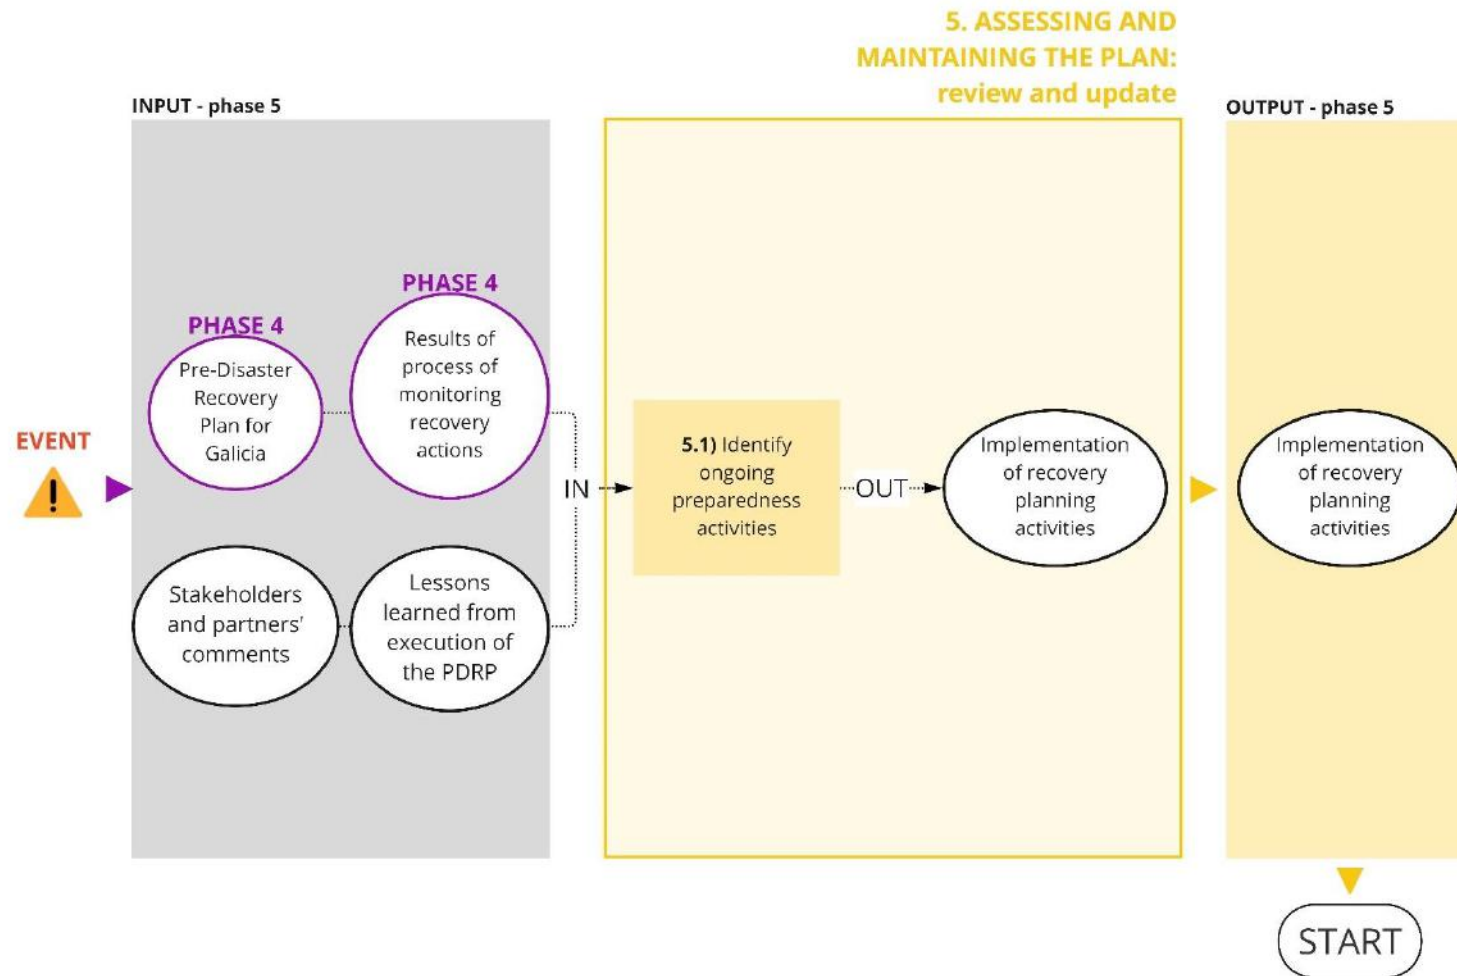 5. ASSESSING AND
MAINTAINING THE PLAN:
review and update
INPUT - phase 5
OUTPUT - phase 5
EVENT
PHASE 4
Pre-Disaster
Recovery
Plan for
Galicia
PHASE 4
Results of
process of
monitoring
recovery
actions
Stakeholders
and partners'
comments
Lessons
learned from
execution of
the PDRP
IN
5.1) Identify
ongoing
preparedness
activities
OUT
Implementation
of recovery
planning
activities
Implementation
of recovery
planning
activities
START